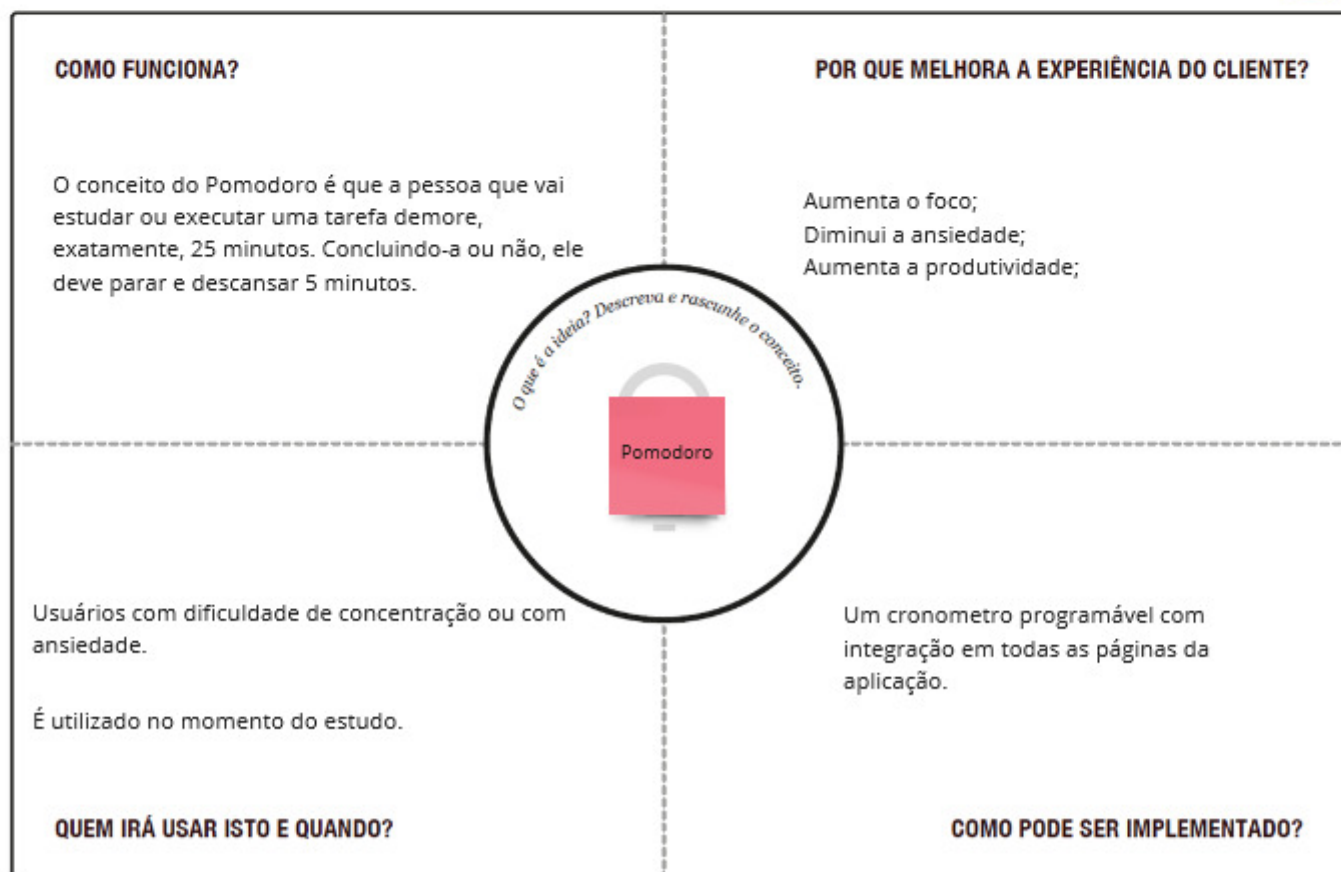 COMO FUNCIONA?
O conceito do Pomodoro é que a pessoa que vai
estudar ou executar uma tarefa demore,
exatamente, 25 minutos. Concluindo-a ou não, ele
deve parar e descansar 5 minutos.
POR QUE MELHORA A EXPERIÊNCIA DO CLIENTE?
Aumenta o foco;
Diminui a ansiedade;
Aumenta a produtividade;
O que é a ideia? Descreva e rascunhe o conceito.
Pomodoro
Usuários com dificuldade de concentração ou com
ansiedade.
É utilizado no momento do estudo.
QUEM IRÁ USAR ISTO E QUANDO?
Um cronometro programável com
integração em todas as páginas da
aplicação.
COMO PODE SER IMPLEMENTADO?